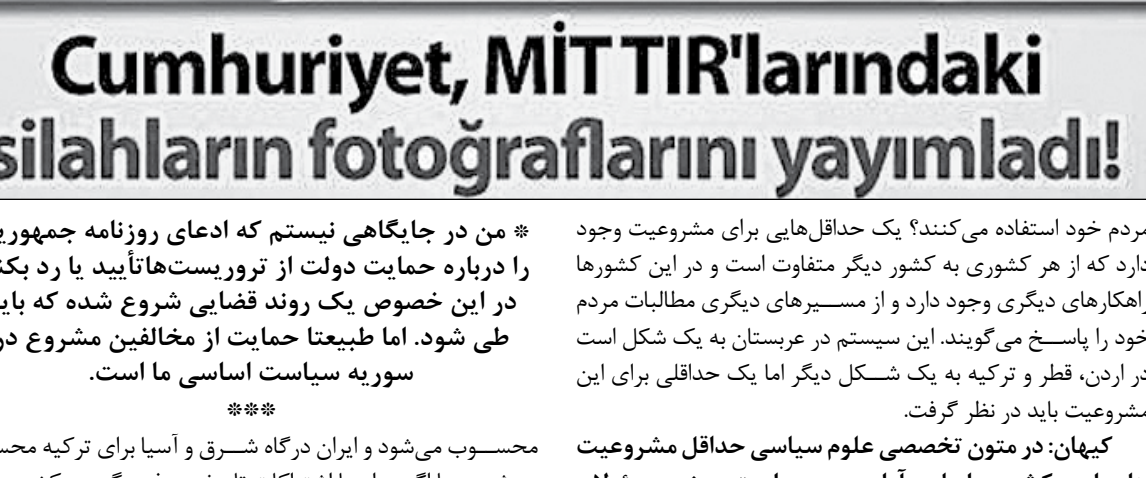 Cumhuriyet, MİT TIR'larındaki
silahların fotoğraflarını yayımladı!
مردم خود استفاده می‌کنند؟ یک حداقل‌هایی برای مشروعیت وجود
دارد که از هر کشوری به کشور دیگر متفاوت است و در این کشورها
راهکارهای دیگری وجود دارد و از مسیرهای دیگری مطالبات مردم
خود را پاسخ می‌گویند. این سیستم در عربستان به یک شکل است
در اردن، قطر و ترکیه به یک شکل دیگر اما یک حداقلی برای این
مشروعیت باید در نظر گرفت.
کیهان: در متون تخصصی علوم سیاسی حداقل مشروعیت
* من در جایگاهی نیستم که ادعای روزنامه جمهوری
را درباره حمایت دولت از تروریست‌هاتأیید یا رد
در این خصوص یک روند قضایی شروع شده که
طی شود. اما طبیعتا حمایت از مخالفین مشروع در
سوریه سیاست اساسی ما است.
***
محسوب می‌شود و ایران درگاه شرق و آسیا برای ترکیه